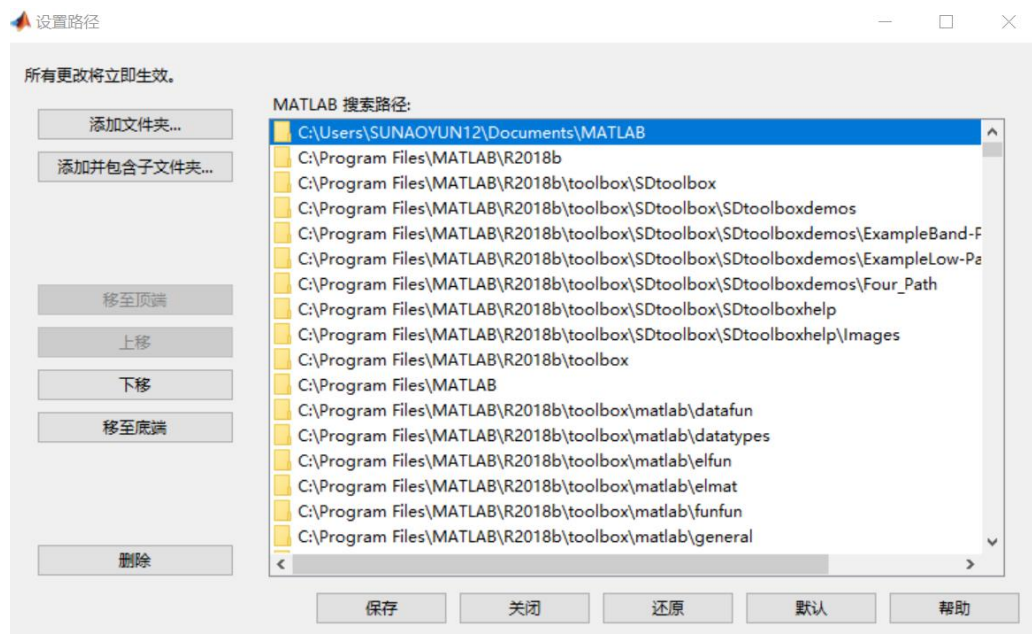 设置路径
所有更改将立即生效。
添加文件夹...
添加并包含子文件夹...
移至顶端
上移
下移
移至底端
删除
MATLAB 搜索路径:
C:\Users\SUNAOYUN12\Documents\MATLAB
C:\Program Files\MATLAB\R2018b
C:\Program Files\MATLAB\R2018b\toolbox\SDtoolbox
C:\Program Files\MATLAB\R2018b\toolbox\SDtoolbox\SDtoolboxdemos
C:\Program Files\MATLAB\R2018b\toolbox\SDtoolbox\SDtoolboxdemos\ExampleBand-P
C:\Program Files\MATLAB\R2018b\toolbox\SDtoolbox\SDtoolboxdemos\ExampleLow-Pa
C:\Program Files\MATLAB\R2018b\toolbox\SDtoolbox\SDtoolboxdemos\Four_Path
C:\Program Files\MATLAB\R2018b\toolbox\SDtoolbox\SDtoolboxhelp
C:\Program Files\MATLAB\R2018b\toolbox\SDtoolbox\SDtoolboxhelp\Images
C:\Program Files\MATLAB\R2018b\toolbox
C:\Program Files\MATLAB
C:\Program Files\MATLAB\R2018b\toolbox\matlab\datafun
C:\Program Files\MATLAB\R2018b\toolbox\matlab\datatypes
C:\Program Files\MATLAB\R2018b\toolbox\matlab\elfun
C:\Program Files\MATLAB\R2018b\toolbox\matlab\elmat
C:\Program Files\MATLAB\R2018b\toolbox\matlab\funfun
C:\Program Files\MATLAB\R2018b\toolbox\matlab\general
保存 关闭 还原 默认 帮助